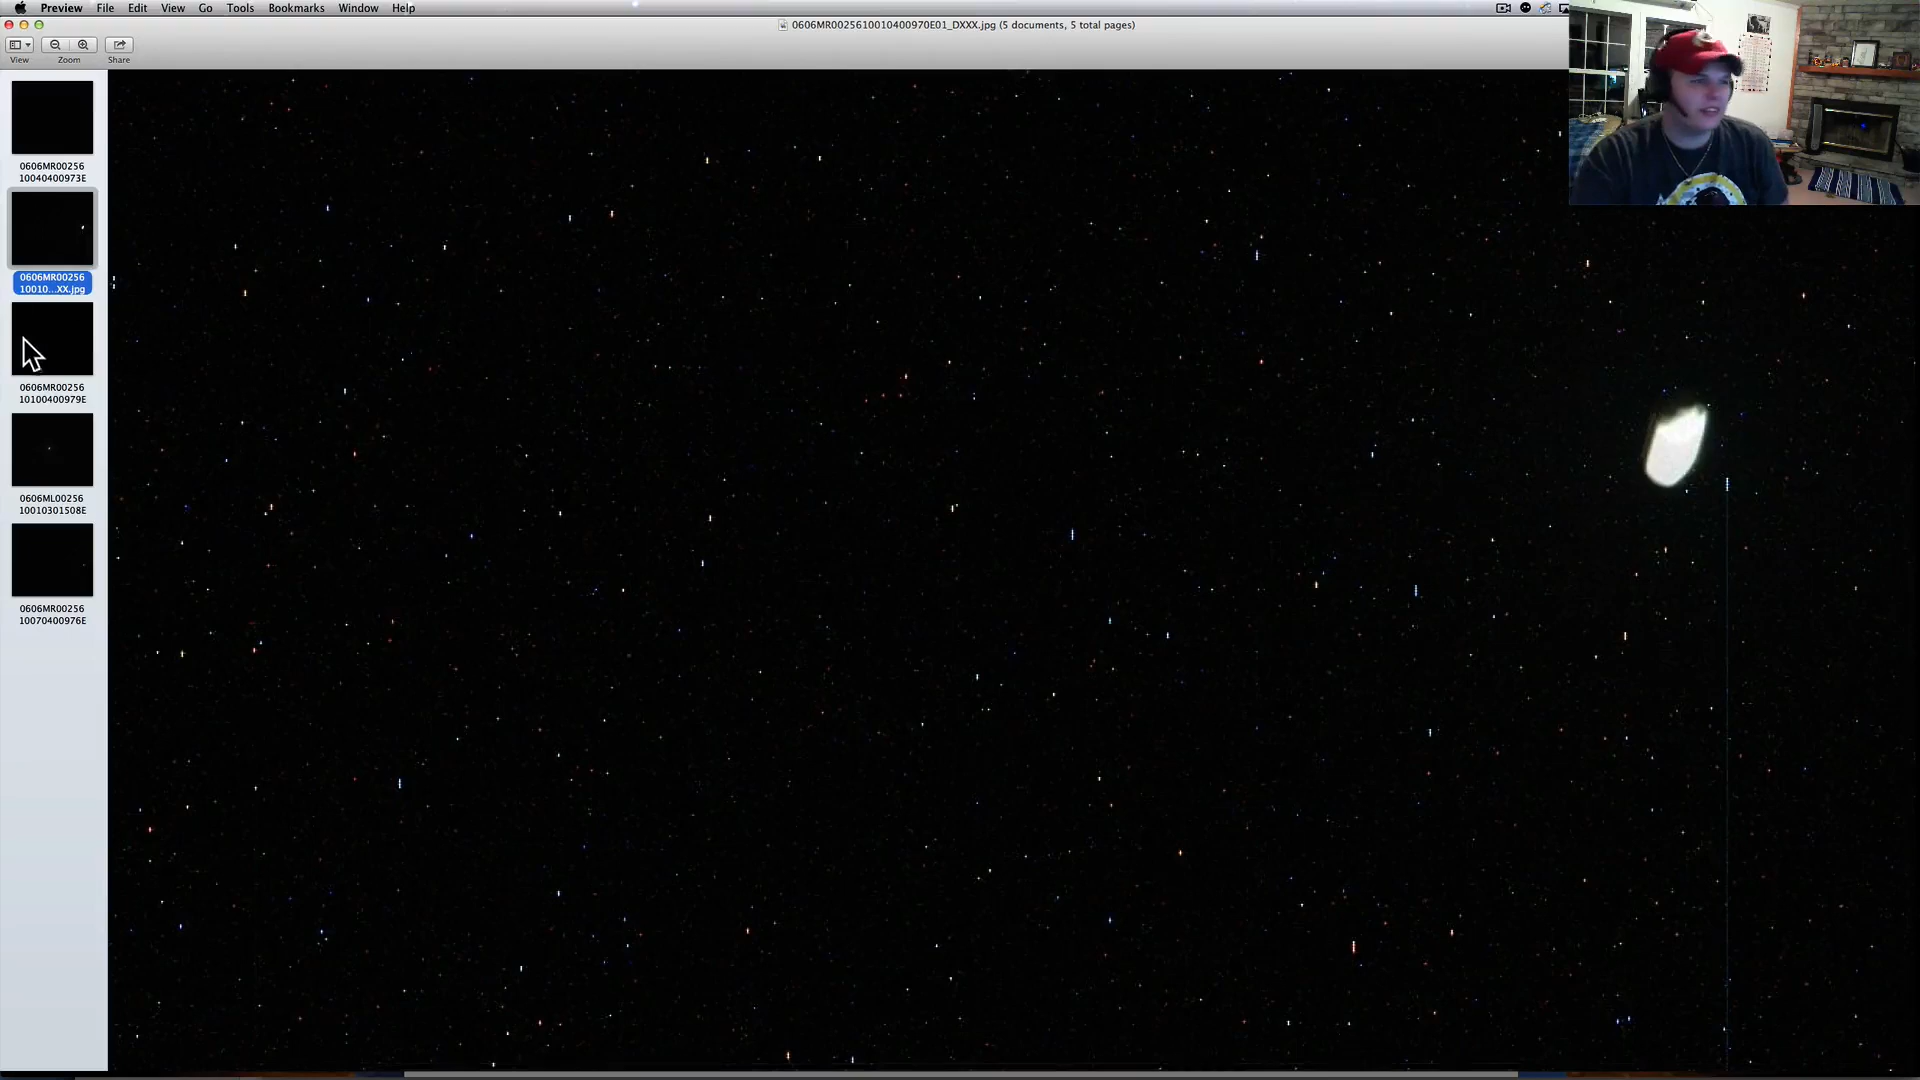 Preview File Edit View Go Tools Bookmarks Window Help
0606MR0025610010400970E01_DXXX.jpg (5 documents, 5 total pages)
View Zoom Share
0606MR00256
10040400973E
0606MR00256
10010...XX.jpg
0606MR00256
10100400979E
0606ML00256
10010301508E
0606MR00256
10070400976E